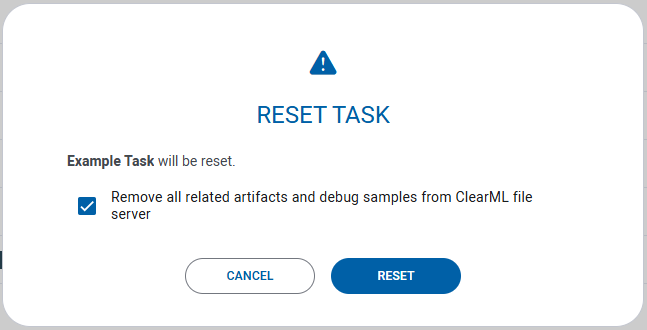 RESET TASK
Example Task will be reset.
Remove all related artifacts and debug samples from ClearML file
server
CANCEL
RESET